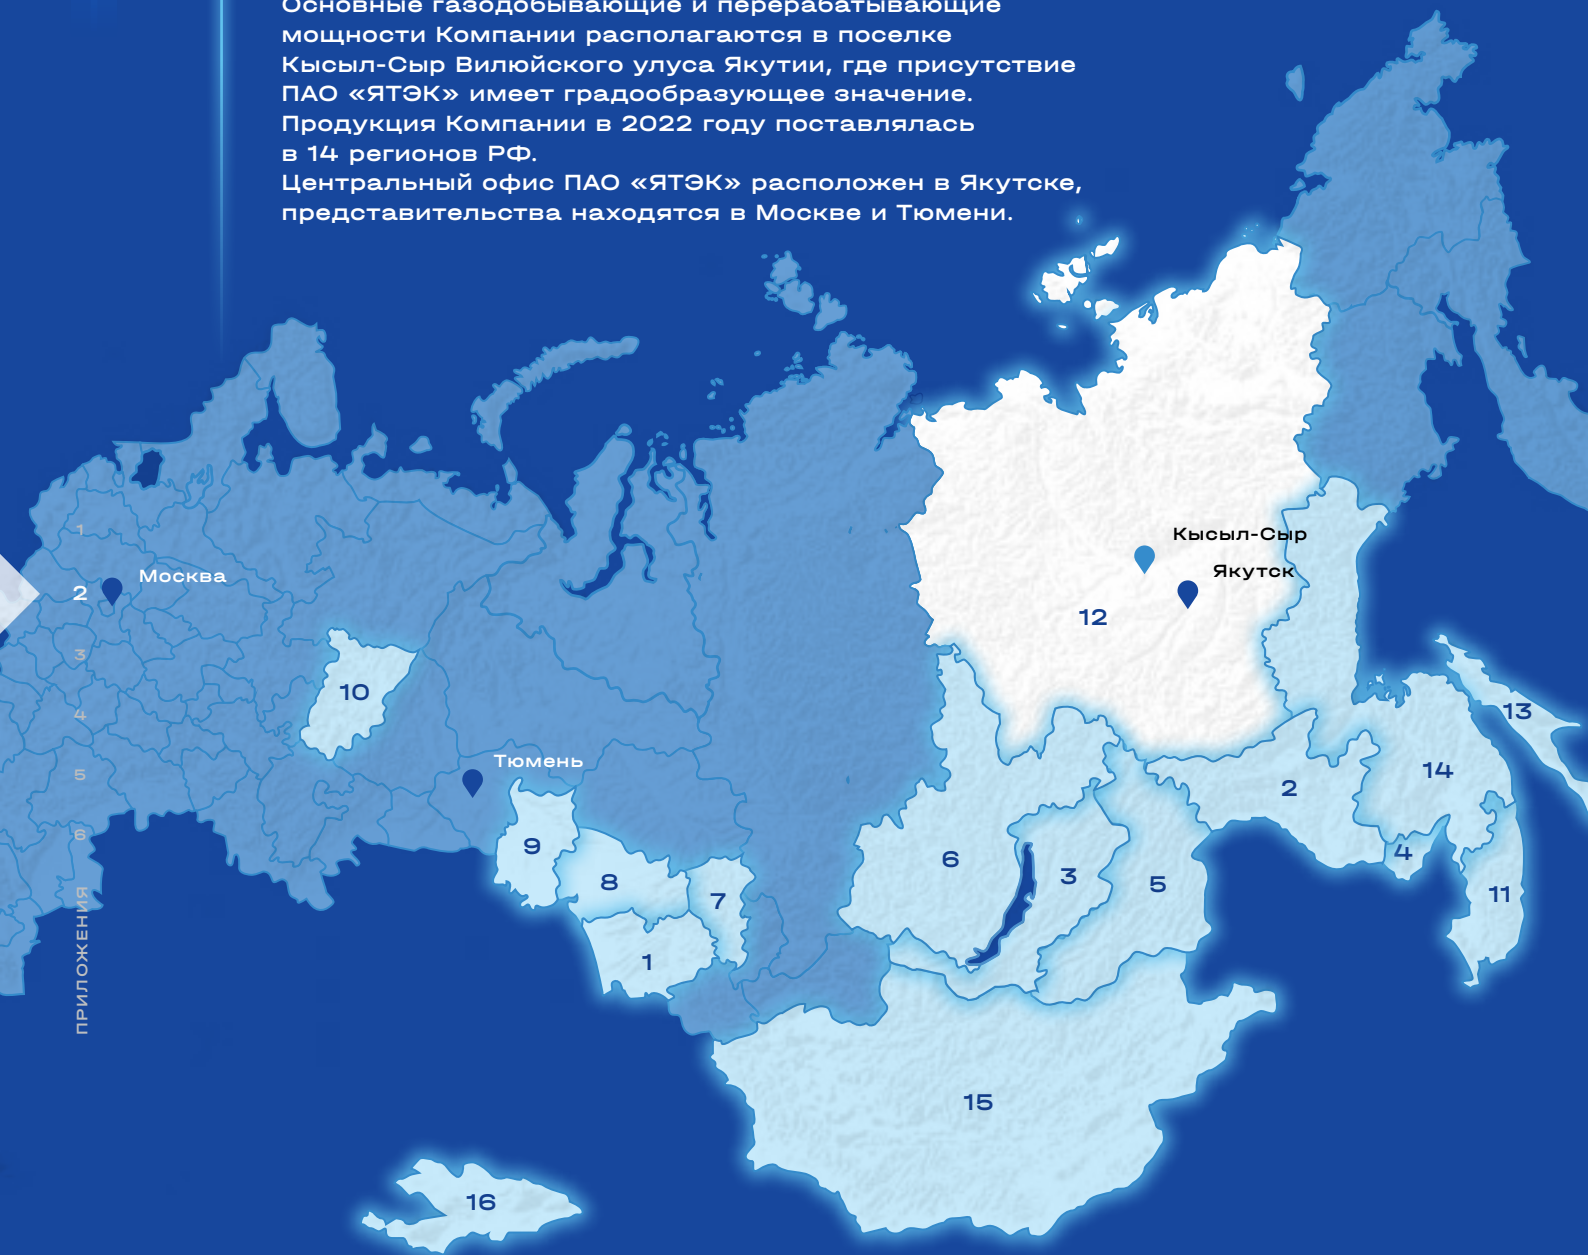 Основные газодобывающие и перерабатывающие
мощности Компании располагаются в поселке
Кысыл-Сыр Вилюйского улуса Якутии, где присутствие
ПАО «ЯТЭК» имеет градообразующее значение.
Продукция Компании в 2022 году поставлялась
в 14 регионов РФ.
Центральный офис ПАО «ЯТЭК» расположен в Якутске,
представительства находятся в Москве и Тюмени.
1
2
3
4
5
6
ПРИЛОЖЕНИЯ
Москва
Тюмень
Кысыл-Сыр
Якутск
12
10
13
14
2
9
8
7
1
6
3
5
4
11
15
16